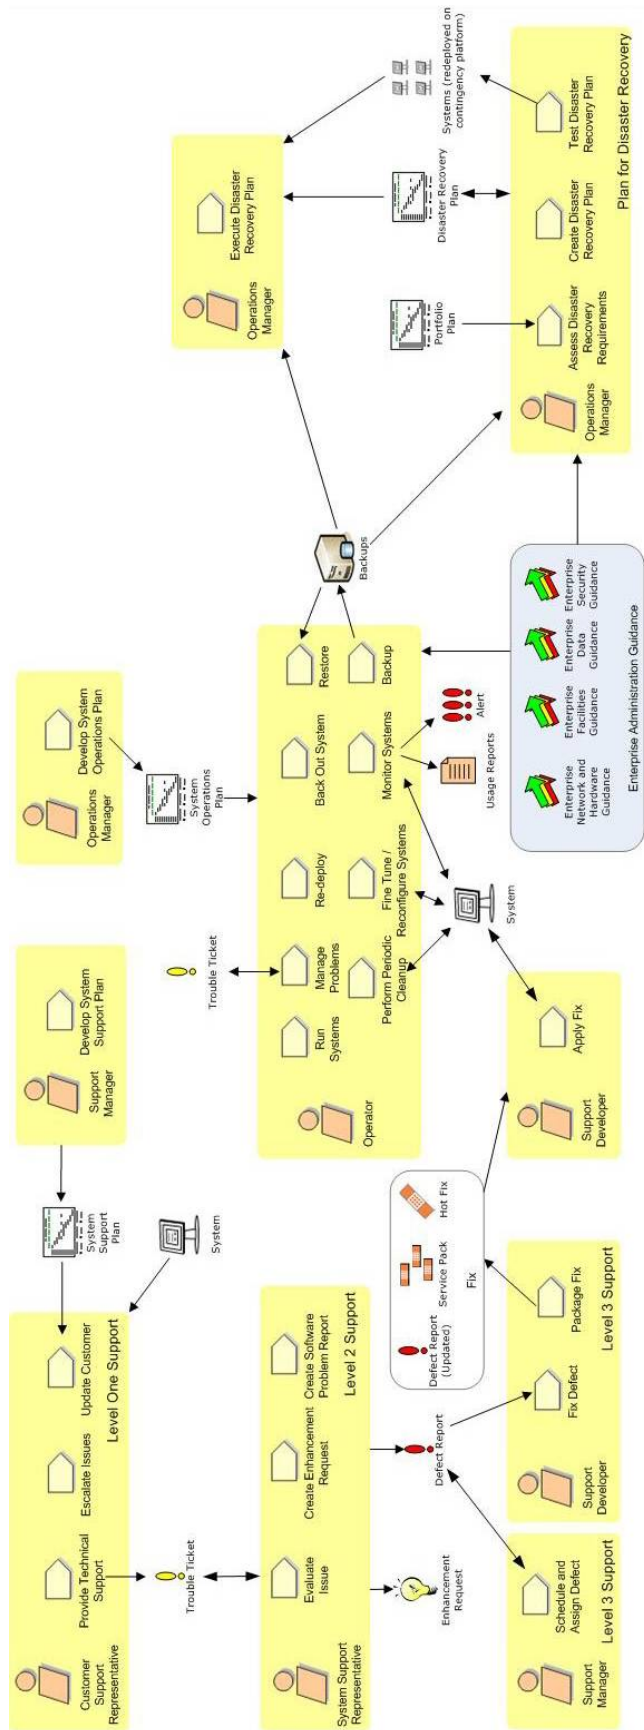 Customer Support
Representative
Provide Technical
Support
Escalate Issues
Update Customer
Level One Support
System
Support
Plan
System
Support
Manager
Develop System
Support Plan
Operations
Manager
Develop System
Operations Plan
System
Operations
Plan
Trouble Ticket
System Support
Representative
Evaluate
Issue
Create Enhancement
Request
Create Software
Problem Report
Level 2 Support
Enhancement
Request
Defect Report
Support
Manager
Schedule and
Assign Defect
Level 3 Support
Support
Developer
Fix Defect
Package Fix
Level 3 Support
Defect Report
(Updated)
Service Pack
Hot Fix
Fix
Support
Developer
Apply Fix
Trouble Ticket
Operator
Run
Systems
Manage
Problems
Re-deploy
Back Out System
Restore
Perform Periodic
Cleanup
Fine Tune /
Reconfigure Systems
Monitor Systems
Backup
System
Usage Reports
Alert
Backups
Enterprise
Network and
Hardware Guidance
Enterprise
Facilities
Guidance
Enterprise
Data
Guidance
Enterprise
Security
Guidance
Enterprise Administration Guidance
Operations
Manager
Execute Disaster
Recovery Plan
Portfolio
Plan
Disaster Recovery
Plan
Systems (redeployed on
contingency platform)
Operations
Manager
Assess Disaster
Recovery
Requirements
Create Disaster
Recovery Plan
Test Disaster
Recovery Plan
Plan for Disaster Recovery